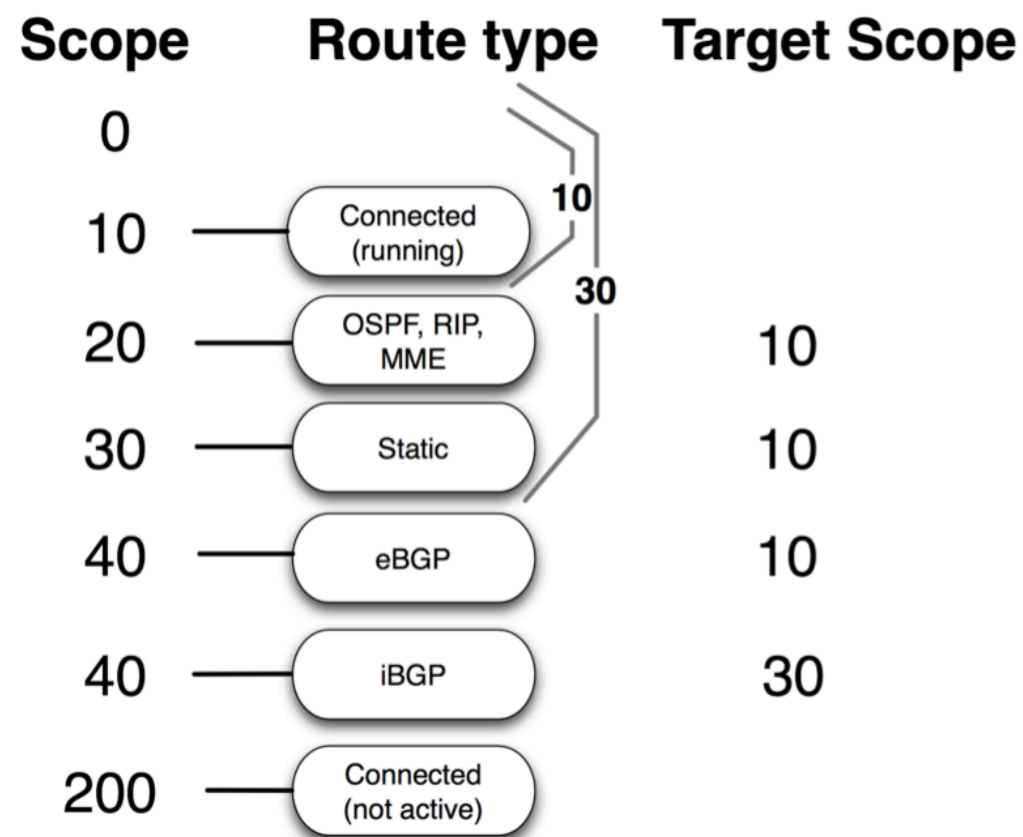 Scope Route type Target Scope
0
10 Connected
(running) 10
30
20 OSPF, RIP,
MME 10
30 Static 10
40 eBGP 10
40 iBGP 30
200 Connected
(not active)